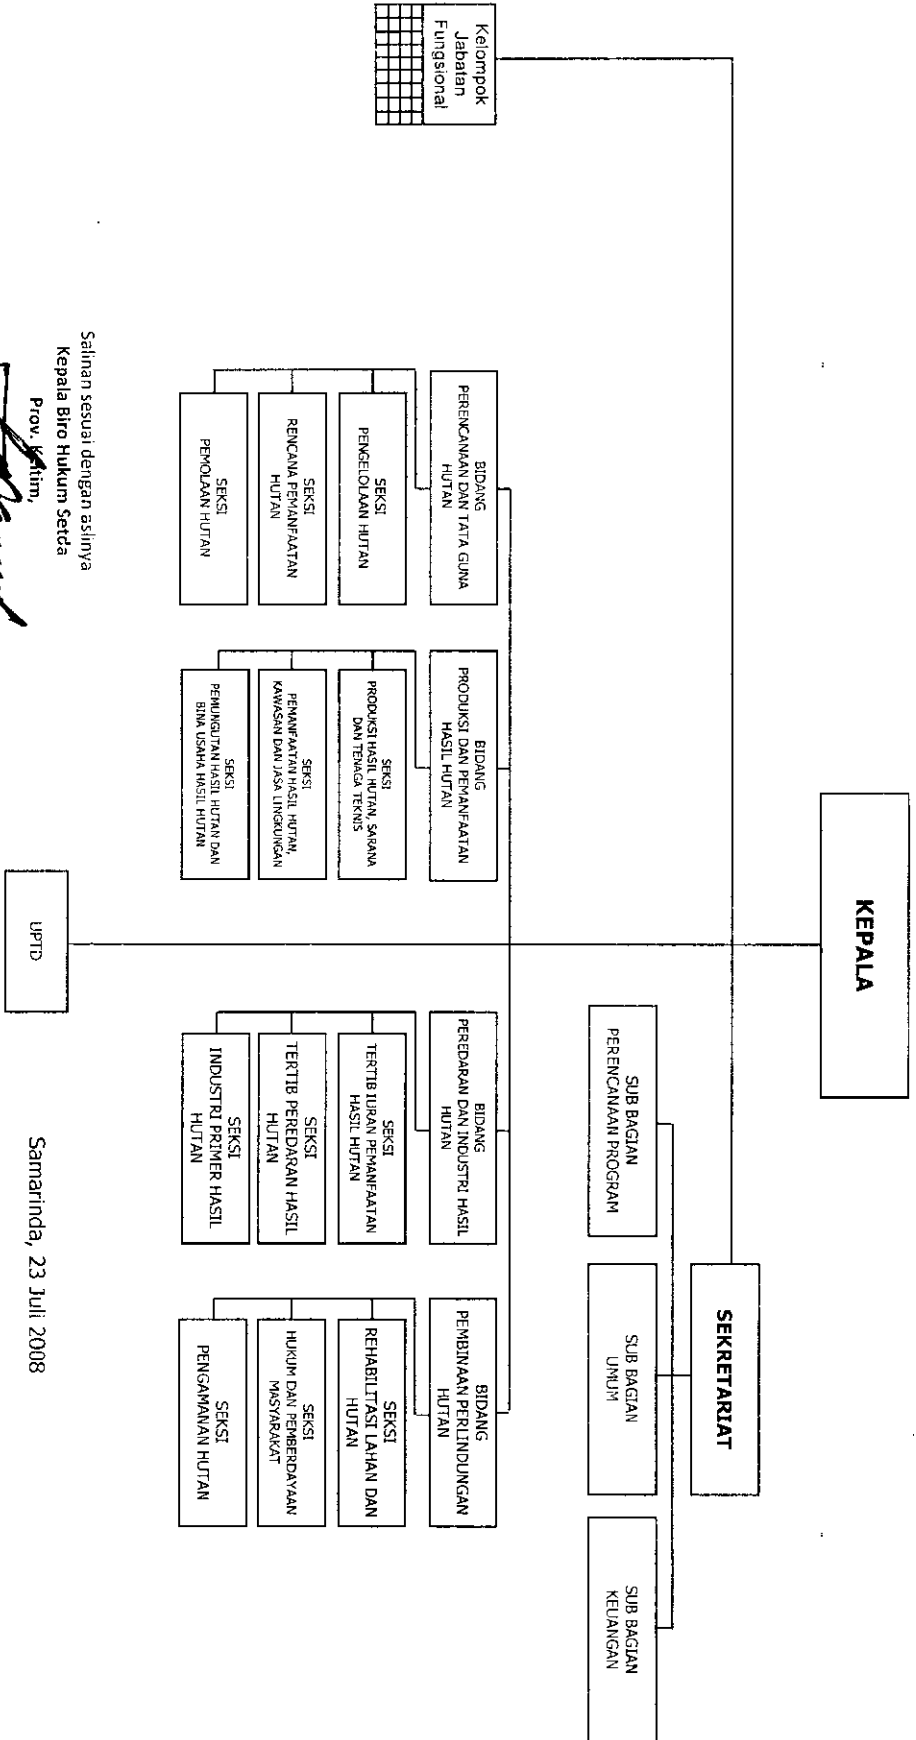 KEPALA
SEKRETARIAT
SUB BAGIAN
PERENCANAAN PROGRAM
SUB BAGIAN
UMUM
SUB BAGIAN
KEUANGAN
Kelompok
Jabatan
Fungsional
BIDANG
PERENCANAAN DAN TATA GUNA
HUTAN
SEKSI
PENGELOLAAN HUTAN
SEKSI
RENCANA PEMANFAATAN
HUTAN
SEKSI
PEMOLAAN HUTAN
BIDANG
PRODUKSI DAN PEMANFAATAN
HASIL HUTAN
SEKSI
PRODUKSI HASIL HUTAN, SARANA
DAN TENAGA TEKNIS
SEKSI
PEMANFAATAN HASIL HUTAN,
KAWASAN DAN JASA LINGKUNGAN
SEKSI
PEMUNGUTAN HASIL HUTAN DAN
BINA USAHA HASIL HUTAN
BIDANG
PEREDARAN DAN INDUSTRI HASIL
HUTAN
SEKSI
TERTIB IURAN PEMANFAATAN
HASIL HUTAN
SEKSI
TERTIB PEREDARAN HASIL
HUTAN
SEKSI
INDUSTRI PRIMER HASIL
HUTAN
BIDANG
PEMBINAAN PERLINDUNGAN
HUTAN
SEKSI
REHABILITASI LAHAN DAN
HUTAN
SEKSI
HUKUM DAN PEMBERDAYAAN
MASYARAKAT
SEKSI
PENGAMANAN HUTAN
UPTD
Salinan sesuai dengan aslinya
Kepala Biro Hukum Setda
Prov. Kaltim,
Samarinda, 23 Juli 2008